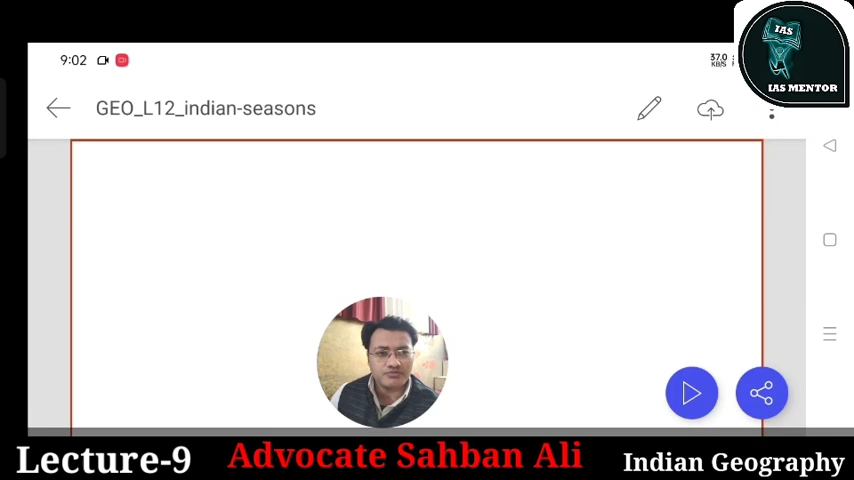 9:02
37.0
KB/S
IAS
IAS MENTOR
GEO_L12_indian-seasons
Lecture-9
Advocate Sahban Ali
Indian Geography